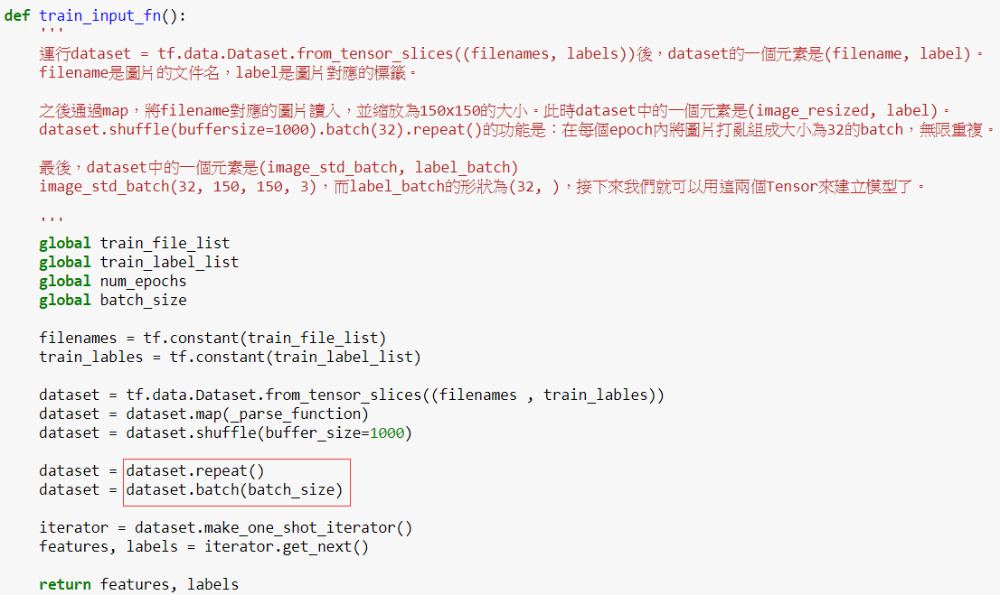 def train_input_fn():
'''
運行dataset = tf.data.Dataset.from_tensor_slices((filenames, labels))後，dataset的一個元素是(filename, label)。
filename是圖片的文件名，label是圖片對應的標籤。
之後通過map，將filename對應的圖片讀入，並縮放為150x150的大小。此時dataset中的一個元素是(image_resized, label)。
dataset.shuffle(buffersize=1000).batch(32).repeat()的功能是：在每個epoch內將圖片打亂組成大小為32的batch，無限重複。
最後，dataset中的一個元素是(image_std_batch, label_batch)
image_std_batch(32, 150, 150, 3)，而label_batch的形狀為(32, )，接下來我們就可以用這兩個Tensor來建立模型了。
'''
global train_file_list
global train_label_list
global num_epochs
global batch_size
filenames = tf.constant(train_file_list)
train_lables = tf.constant(train_label_list)
dataset = tf.data.Dataset.from_tensor_slices((filenames , train_lables))
dataset = dataset.map(_parse_function)
dataset = dataset.shuffle(buffer_size=1000)
dataset = dataset.repeat()
dataset = dataset.batch(batch_size)
iterator = dataset.make_one_shot_iterator()
features, labels = iterator.get_next()
return features, labels